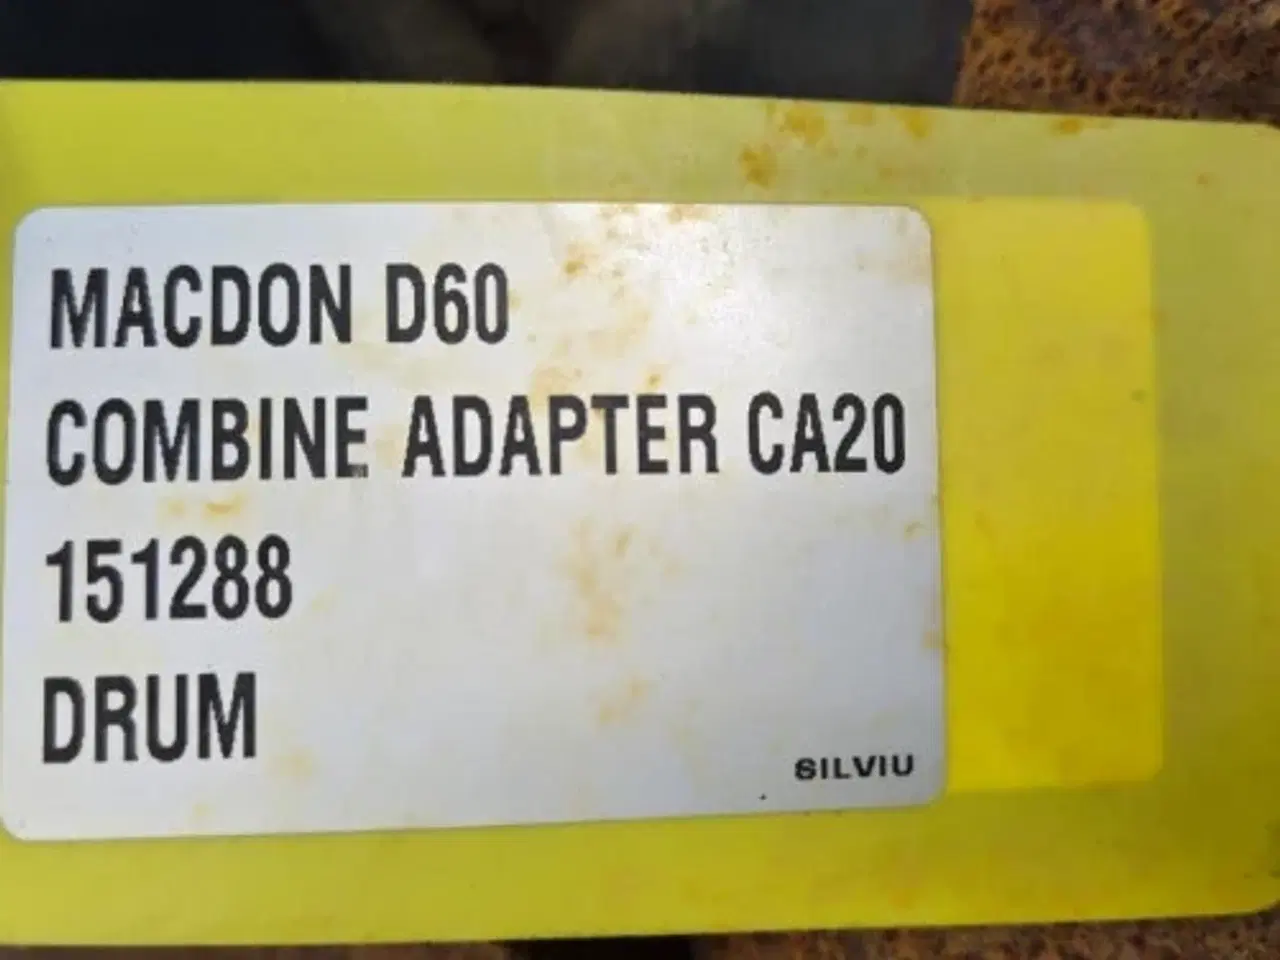 MACDON D60
COMBINE ADAPTER CA20
151288
DRUM
SILVIU